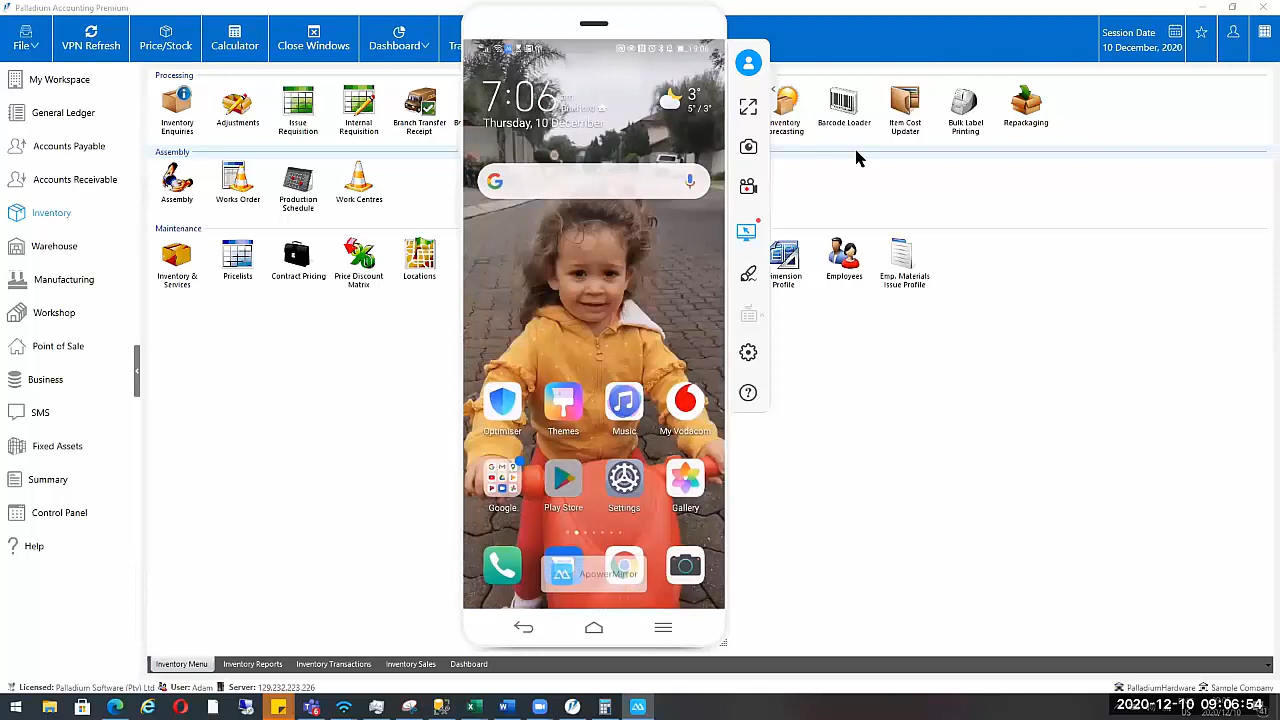 Palladium Accounting Premium
VPN Refresh
Price/Stock
Calculator
Close Windows
Dashboard
Session Date
10 December, 2020
My Workspace
General Ledger
Accounts Payable
Accounts Receivable
Inventory
Warehouse
Manufacturing
Workshop
Point of Sale
Business
SMS
Fixed Assets
Summary
Control Panel
Help
Processing
Inventory Enquiries
Adjustments
Issue Requisition
Internal Requisition
Branch Transfer Receipt
Barcode Loader
Item Cost Updater
Bulk Label Printing
Repackaging
Assembly
Assembly
Works Order
Production Schedule
Work Centres
Maintenance
Inventory & Services
Pricelists
Contract Pricing
Price Discount Matrix
Locations
Employees
Emp. Materials Issue Profile
7:06
3°
5° / 3°
Thursday, 10 December
Optimiser
Themes
Music
My Vodacom
Google
Play Store
Settings
Gallery
ApowerMirror
Inventory Menu
Inventory Reports
Inventory Transactions
Inventory Sales
Dashboard
Licensed: Palladium Software (Pty) Ltd
User: Adam
Server: 129.232.223.226
PalladiumHardware
Sample Company
2020-12-10 09:05:54